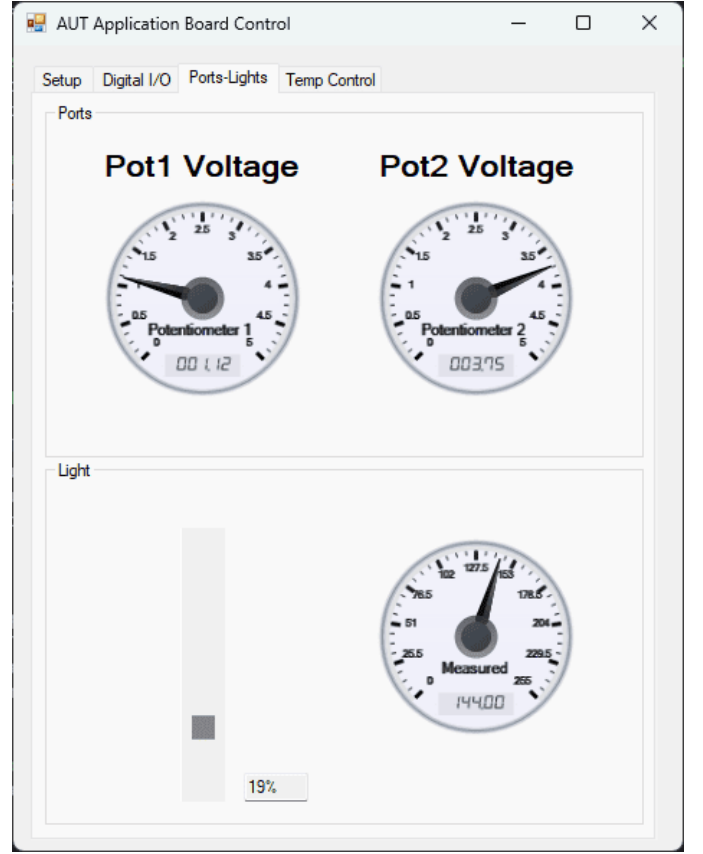 AUT Application Board Control
Setup Digital I/O Ports-Lights Temp Control
Ports
Pot1 Voltage
0 0.5 1 1.5 2 2.5 3 3.5 4 4.5 5
Potentiometer 1
001.12
Pot2 Voltage
0 0.5 1 1.5 2 2.5 3 3.5 4 4.5 5
Potentiometer 2
003.75
Light
19%
0 25.5 51 76.5 102 127.5 153 178.5 204 229.5 255
Measured
144.00